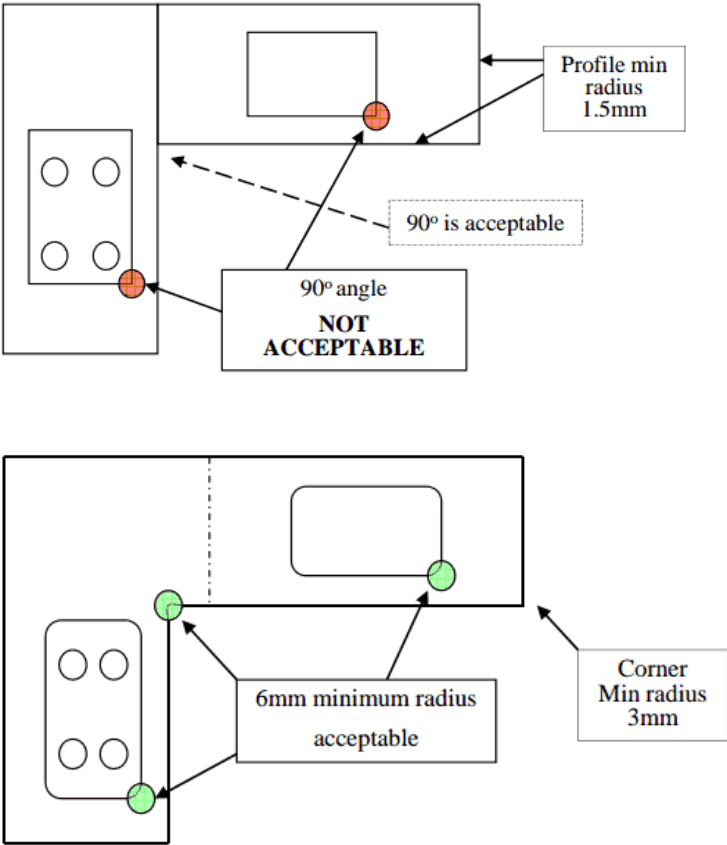 Profile min
radius
1.5mm
90º is acceptable
90º angle
NOT
ACCEPTABLE
6mm minimum radius
acceptable
Corner
Min radius
3mm